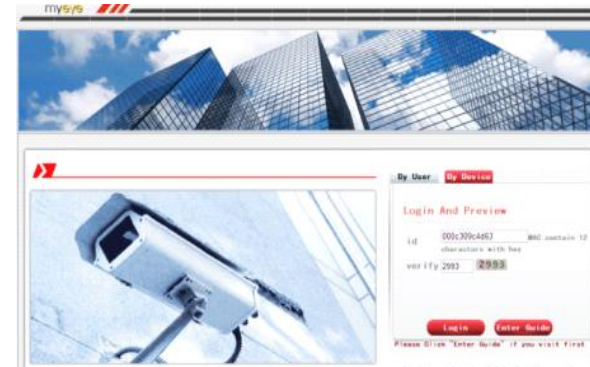 myeye
By User By Device
Login And Preview
id 000c309c4d63 MAC contain 12
characters with hex
verify 2993 2993
Login Enter Guide
Please Click "Enter Guide" if you visit first